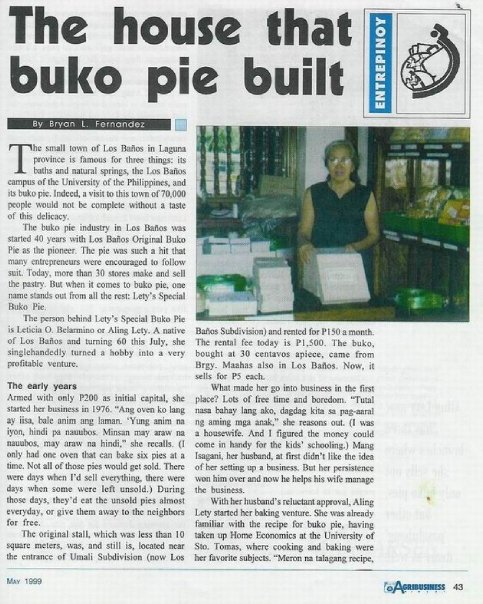 The house that
buko pie built
ENTREPINOY
By Bryan L. Fernandez
The small town of Los Baños in Laguna
province is famous for three things: its
baths and natural springs, the Los Baños
campus of the University of the Philippines, and
its buko pie. Indeed, a visit to this town of 70,000
people would not be complete without a taste
of this delicacy.
The buko pie industry in Los Baños was
started 40 years with Los Baños Original Buko
Pie as the pioneer. The pie was such a hit that
many entrepreneurs were encouraged to follow
suit. Today, more than 30 stores make and sell
the pastry. But when it comes to buko pie, one
name stands out from all the rest: Lety's Special
Buko Pie.
The person behind Lety's Special Buko Pie
is Leticia O. Belarmino or Aling Lety. A native
of Los Baños and turning 60 this July, she
singlehandedly turned a hobby into a very
profitable venture.
The early years
Armed with only P200 as initial capital, she
started her business in 1976. "Ang oven ko lang
ay iisa, bale anim ang laman. 'Yung anim na
iyon, hindi pa nauubos. Minsan may araw na
nauubos, may araw na hindi," she recalls. (I
only had one oven that can bake six pies at a
time. Not all of those pies would get sold. There
were days when I'd sell everything, there were
days when some were left unsold.) During
those days, they'd eat the unsold pies almost
everyday, or give them away to the neighbors
for free.
The original stall, which was less than 10
square meters, was, and still is, located near
the entrance of Umali Subdivision (now Los
Baños Subdivision) and rented for P150 a month.
The rental fee today is P1,500. The buko,
bought at 30 centavos apiece, came from
Brgy. Maahas also in Los Baños. Now, it
sells for P5 each.
What made her go into business in the first
place? Lots of free time and boredom. "Tutal
nasa bahay lang ako, dagdag kita sa pag-aaral
ng aming mga anak," she reasons out. (I was
a housewife. And I figured the money could
come in handy for the kids' schooling.) Mang
Isagani, her husband, at first didn't like the idea
of her setting up a business. But her persistence
won him over and now he helps his wife manage
the business.
With her husband's reluctant approval, Aling
Lety started her baking venture. She was already
familiar with the recipe for buko pie, having
taken up Home Economics at the University of
Sto. Tomas, where cooking and baking were
her favorite subjects. "Meron na talagang recipe,
MAY 1999
AGRIBUSINESS
43